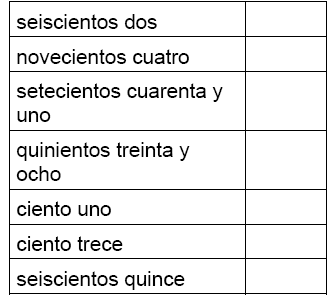 seiscientos dos
novecientos cuatro
setecientos cuarenta y
uno
quinientos treinta y
ocho
ciento uno
ciento trece
seiscientos quince